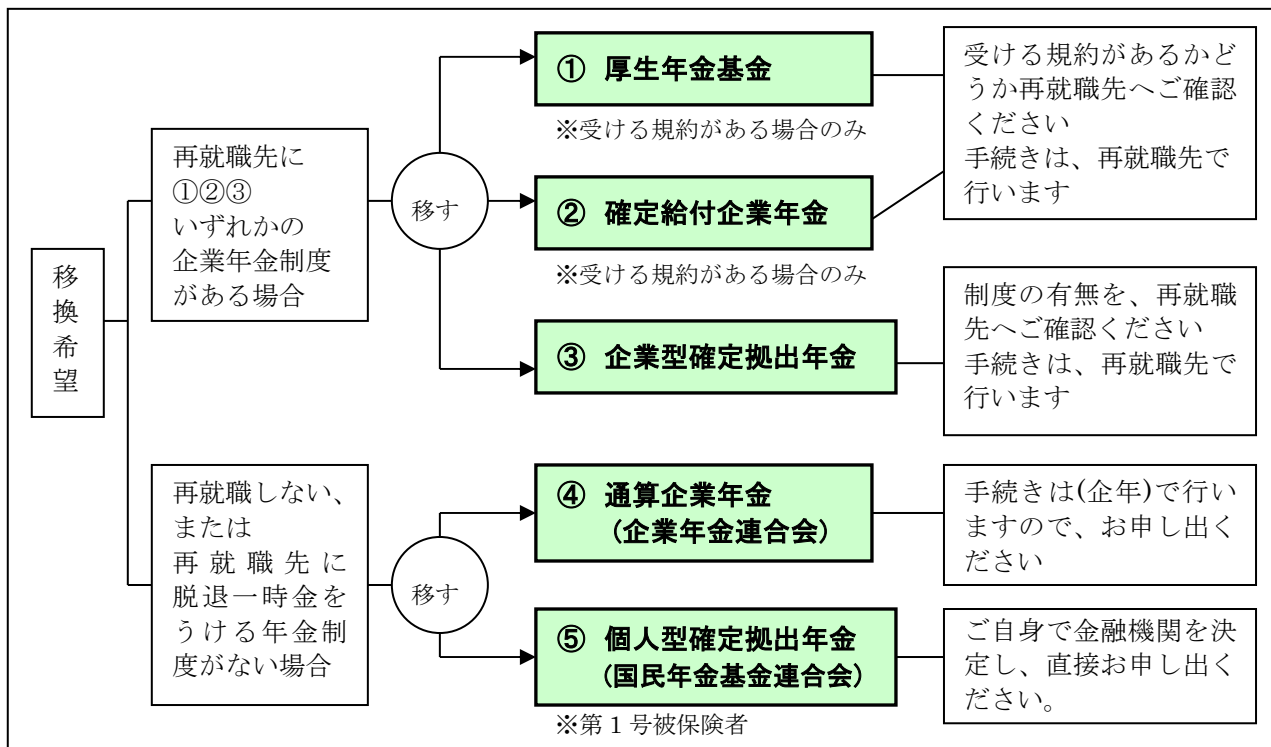 移
換
希
望
再就職先に
①②③
いずれかの
企業年金制度
がある場合
移す
① 厚生年金基金
※受ける規約がある場合のみ
② 確定給付企業年金
※受ける規約がある場合のみ
③ 企業型確定拠出年金
受ける規約があるかど
うか再就職先へご確認
ください
手続きは、再就職先で
行います
制度の有無を、再就職
先へご確認ください
手続きは、再就職先で
行います
再就職しない、
または
再就職先に
脱退一時金を
うける年金制
度がない場合
移す
④ 通算企業年金
(企業年金連合会)
⑤ 個人型確定拠出年金
(国民年金基金連合会)
※第1号被保険者
手続きは(企年)で行い
ますので、お申し出く
ださい
ご自身で金融機関を決
定し、直接お申し出く
ださい。